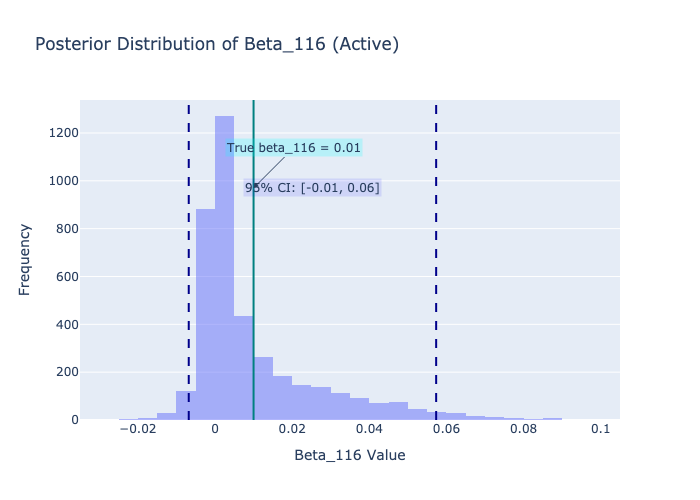 Posterior Distribution of Beta_116 (Active)
1200
1000
800
600
400
200
0
Frequency
True beta_116 = 0.01
95% CI: [-0.01, 0.06]
−0.02
0
0.02
0.04
0.06
0.08
0.1
Beta_116 Value